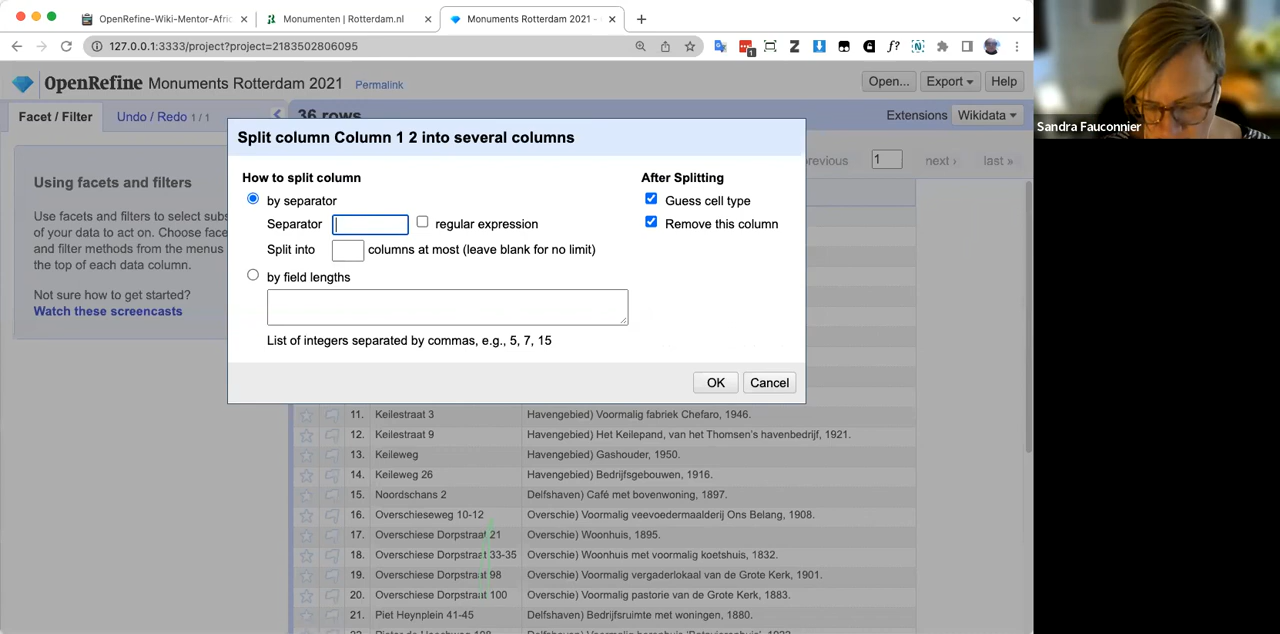 OpenRefine-Wiki-Mentor-Afric
Monumenten | Rotterdam.nl
Monuments Rotterdam 2021 -
127.0.0.1:3333/project?project=2183502806095
OpenRefine Monuments Rotterdam 2021 Permalink
Open... Export Help
Facet / Filter Undo / Redo 1 / 1
36 rows
Extensions Wikidata
Sandra Fauconnier
Split column Column 1 2 into several columns
revious 1 next › last »
Using facets and filters
Use facets and filters to select subs
of your data to act on. Choose face
and filter methods from the menus
the top of each data column.
Not sure how to get started?
Watch these screencasts
How to split column
by separator
Separator regular expression
Split into columns at most (leave blank for no limit)
by field lengths
List of integers separated by commas, e.g., 5, 7, 15
After Splitting
Guess cell type
Remove this column
OK Cancel
11. Keilestraat 3 Havengebied) Voormalig fabriek Chefaro, 1946.
12. Keilestraat 9 Havengebied) Het Keilepand, van het Thomsen's havenbedrijf, 1921.
13. Keileweg Havengebied) Gashouder, 1950.
14. Keileweg 26 Havengebied) Bedrijfsgebouwen, 1916.
15. Noordschans 2 Delfshaven) Café met bovenwoning, 1897.
16. Overschieseweg 10-12 Overschie) Voormalig veevoedermaalderij Ons Belang, 1908.
17. Overschiese Dorpstraat 21 Overschie) Woonhuis, 1895.
18. Overschiese Dorpstraat 33-35 Overschie) Woonhuis met voormalig koetshuis, 1832.
19. Overschiese Dorpstraat 98 Overschie) Voormalig vergaderlokaal van de Grote Kerk, 1901.
20. Overschiese Dorpstraat 100 Overschie) Voormalig pastorie van de Grote Kerk, 1883.
21. Piet Heynplein 41-45 Delfshaven) Bedrijfsruimte met woningen, 1880.